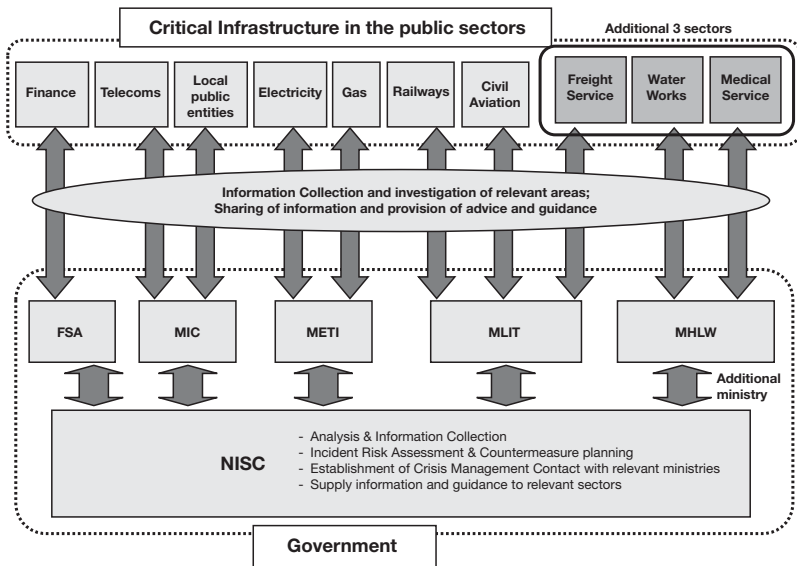 Critical Infrastructure in the public sectors
Additional 3 sectors
Finance
Telecoms
Local
public
entities
Electricity
Gas
Railways
Civil
Aviation
Freight
Service
Water
Works
Medical
Service
Information Collection and investigation of relevant areas;
Sharing of information and provision of advice and guidance
FSA
MIC
METI
MLIT
MHLW
Additional
ministry
NISC
- Analysis & Information Collection
- Incident Risk Assessment & Countermeasure planning
- Establishment of Crisis Management Contact with relevant ministries
- Supply information and guidance to relevant sectors
Government